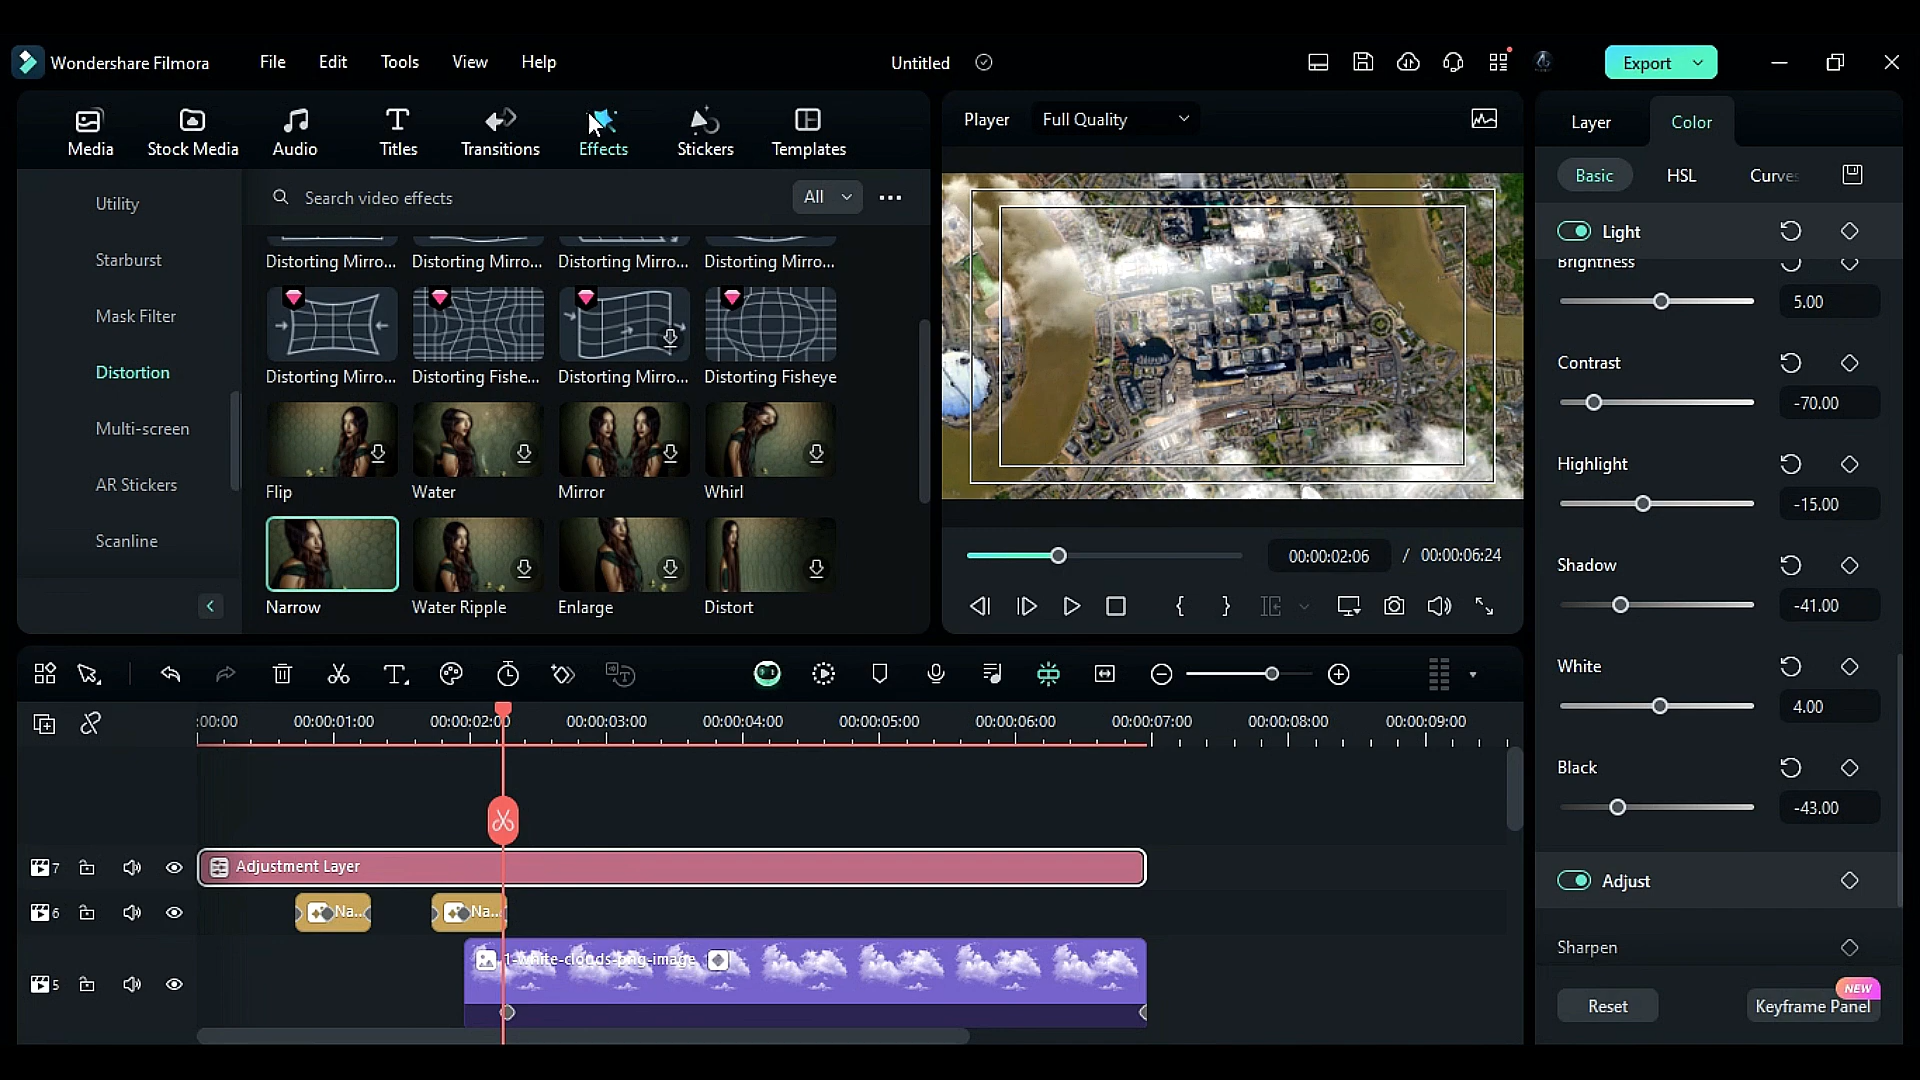 Wondershare Filmora
File
Edit
Tools
View
Help
Untitled
Export
Media
Stock Media
Audio
Titles
Transitions
Effects
Stickers
Templates
Player
Full Quality
Layer
Color
Basic
HSL
Curves
Utility
Starburst
Mask Filter
Distortion
Multi-screen
AR Stickers
Scanline
Search video effects
All
Distorting Mirro...
Distorting Mirro...
Distorting Mirro...
Distorting Mirro...
Distorting Mirro...
Distorting Fishe...
Distorting Mirro...
Distorting Fisheye
Flip
Water
Mirror
Whirl
Narrow
Water Ripple
Enlarge
Distort
00:00:02:06 / 00:00:06:24
Light
Brightness
5.00
Contrast
-70.00
Highlight
-15.00
Shadow
-41.00
White
4.00
Black
-43.00
Adjust
Sharpen
Reset
NEW
Keyframe Panel
:00:00
00:00:01:00
00:00:02:00
00:00:03:00
00:00:04:00
00:00:05:00
00:00:06:00
00:00:07:00
00:00:08:00
00:00:09:00
7
Adjustment Layer
6
Na...
Na...
5
1-white-clouds-png-image